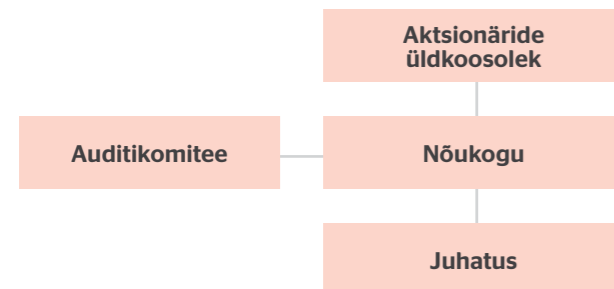 Aktsionäride
üldkoosolek
Auditikomitee
Nõukogu
Juhatus